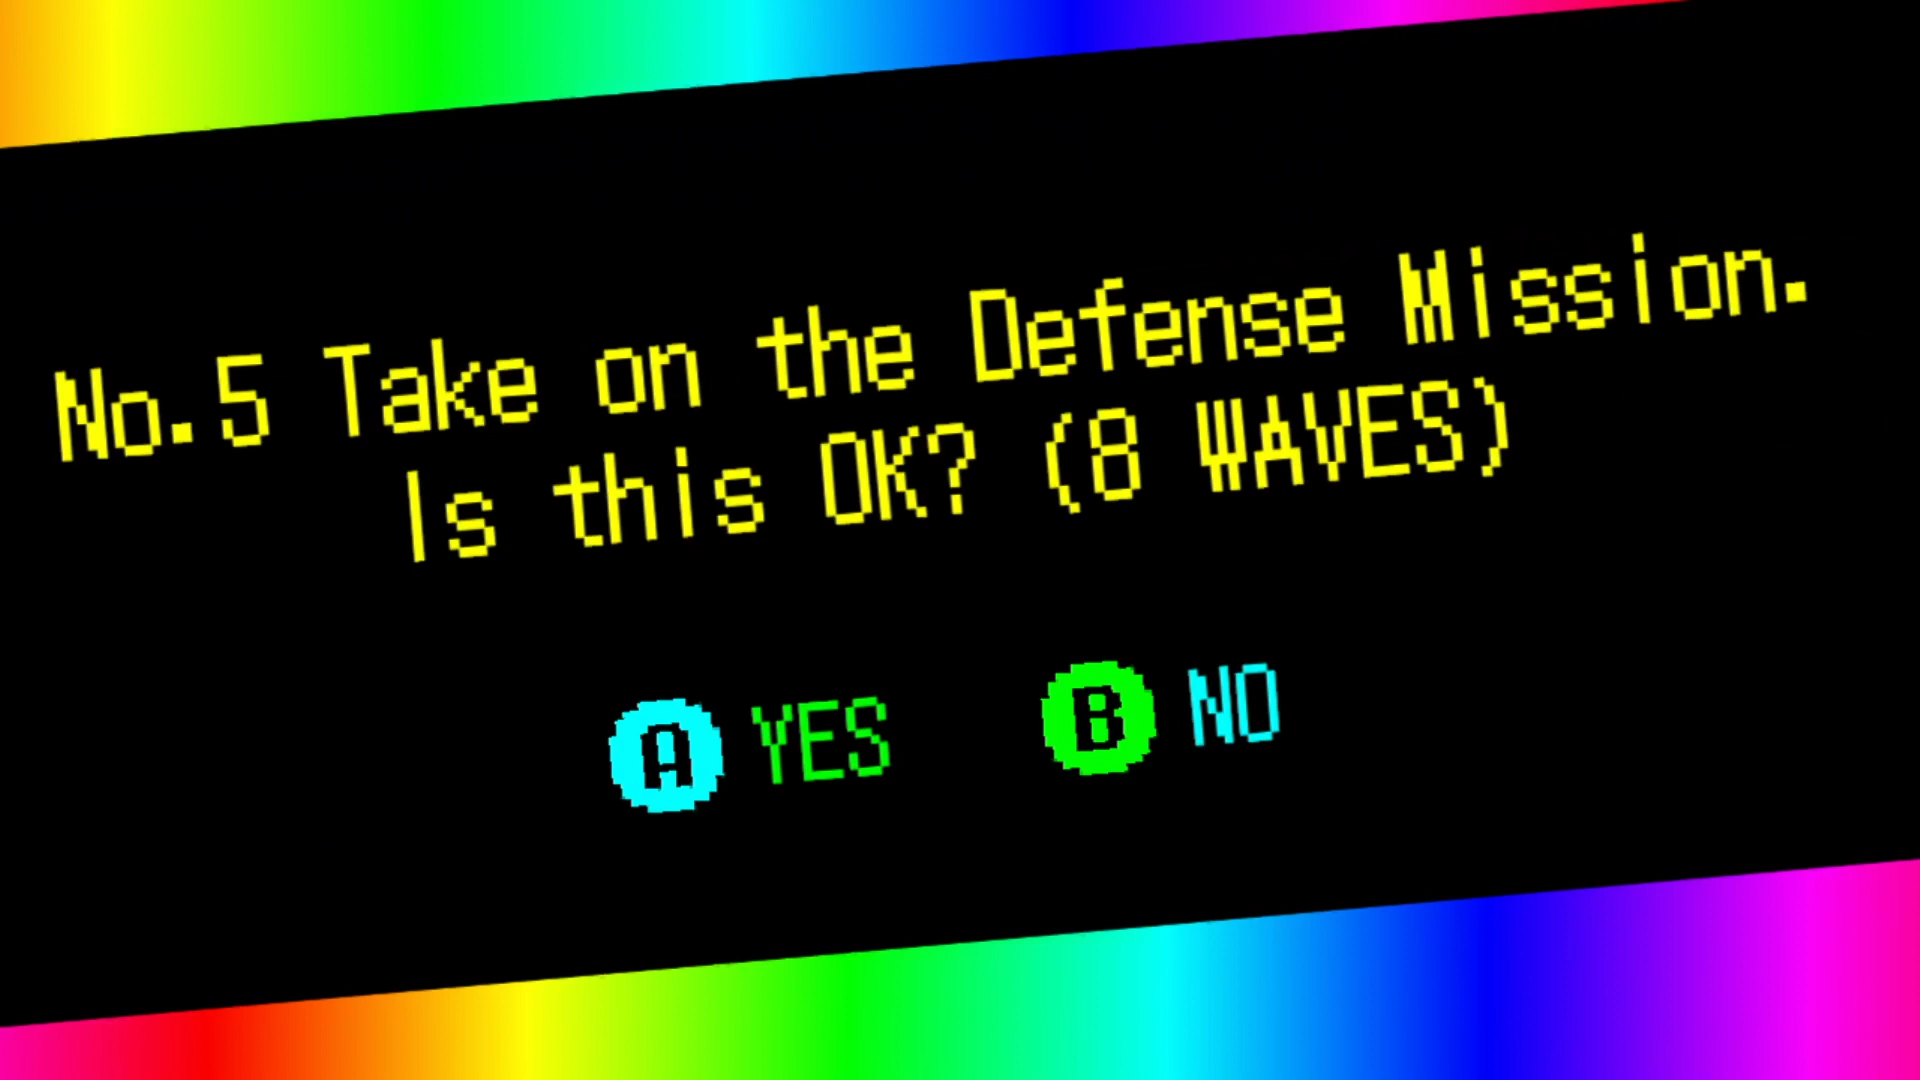 No.5 Take on the Defense Mission.
Is this OK? (8 WAVES)
A YES B NO